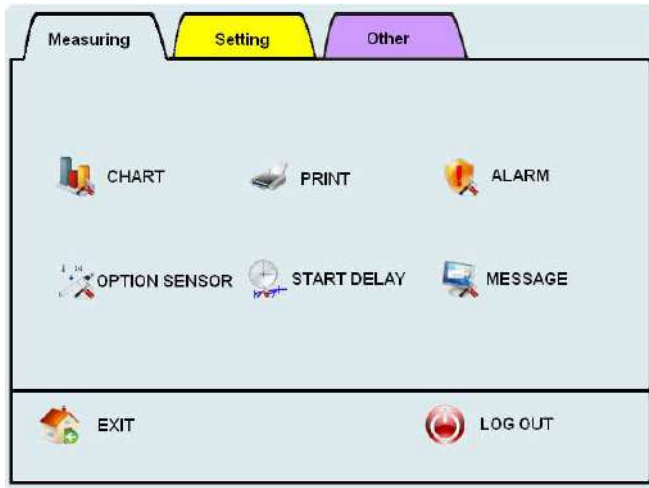 Measuring Setting Other
CHART PRINT ALARM
OPTION SENSOR START DELAY MESSAGE
EXIT LOG OUT